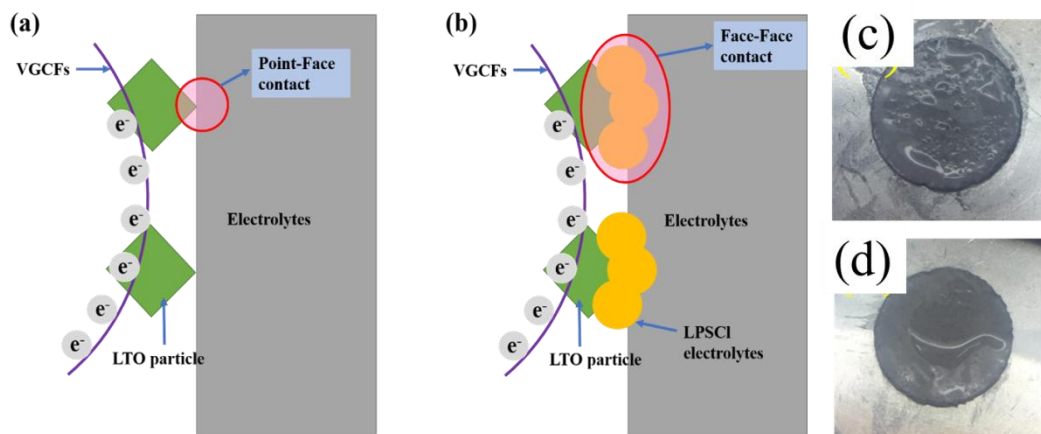 (a)
VGCFs
Point-Face
contact
e-
e-
e-
e-
e-
e-
Electrolytes
LTO particle
(b)
VGCFs
Face-Face
contact
e-
e-
e-
e-
e-
e-
Electrolytes
LTO particle
LPSCl
electrolytes
(c)
(d)